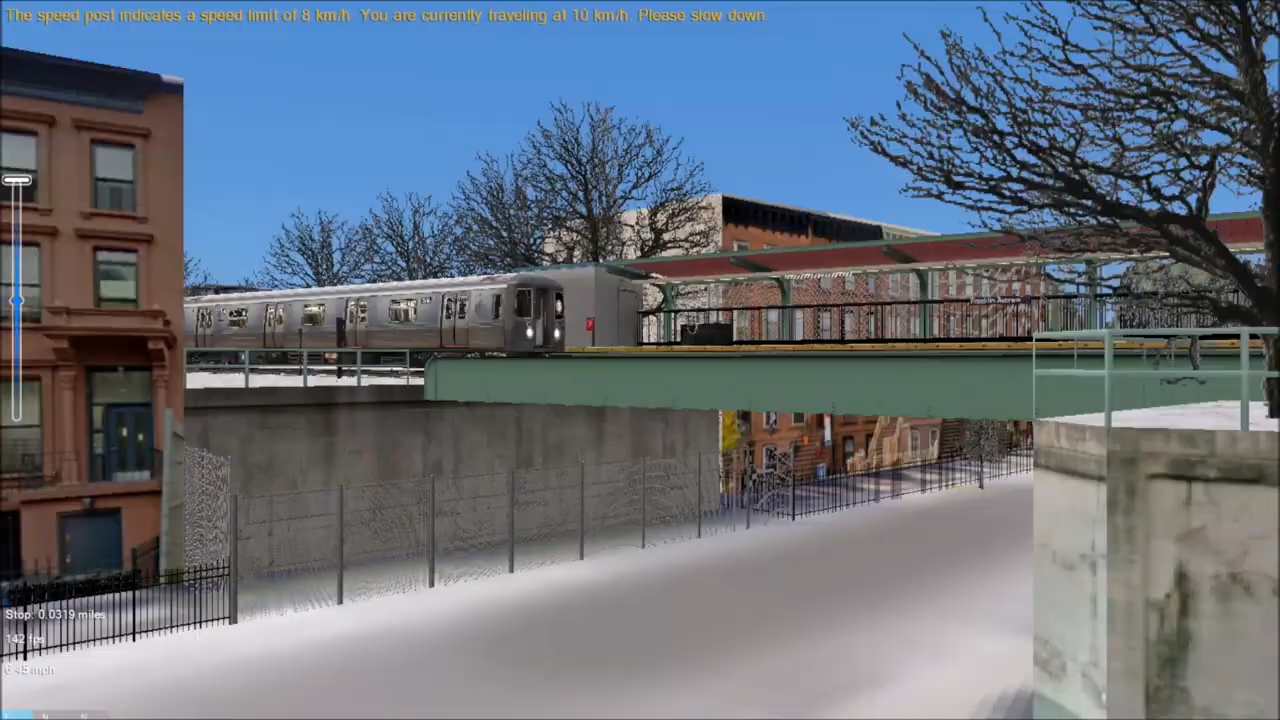 The speed post indicates a speed limit of 8 km/h. You are currently traveling at 10 km/h. Please slow down.
Franklin Avenue
Stop: 0.0319 miles
142 fps
6.45 mph
N